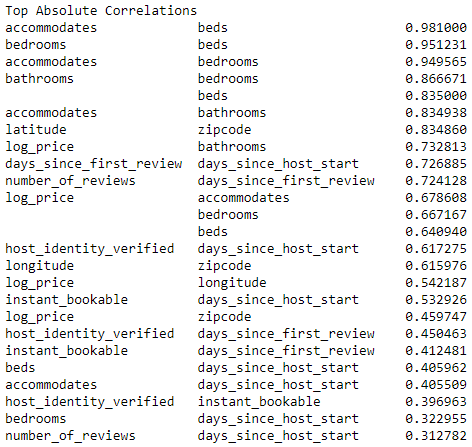 Top Absolute Correlations
accommodates beds 0.981000
bedrooms beds 0.951231
accommodates bedrooms 0.949565
bathrooms bedrooms 0.866671
beds 0.835000
accommodates bathrooms 0.834938
latitude zipcode 0.834860
log_price bathrooms 0.732813
days_since_first_review days_since_host_start 0.726885
number_of_reviews days_since_first_review 0.724128
log_price accommodates 0.678608
bedrooms 0.667167
beds 0.640940
host_identity_verified days_since_host_start 0.617275
longitude zipcode 0.615976
log_price longitude 0.542187
instant_bookable days_since_host_start 0.532926
log_price zipcode 0.459747
host_identity_verified days_since_first_review 0.450463
instant_bookable days_since_first_review 0.412481
beds days_since_host_start 0.405962
accommodates days_since_host_start 0.405509
host_identity_verified instant_bookable 0.396963
bedrooms days_since_host_start 0.322955
number_of_reviews days_since_host_start 0.312782